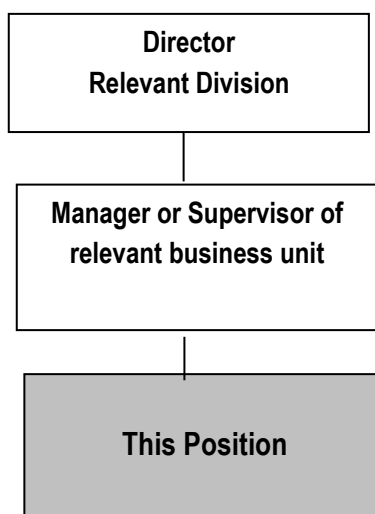 Director
Relevant Division
Manager or Supervisor of
relevant business unit
This Position